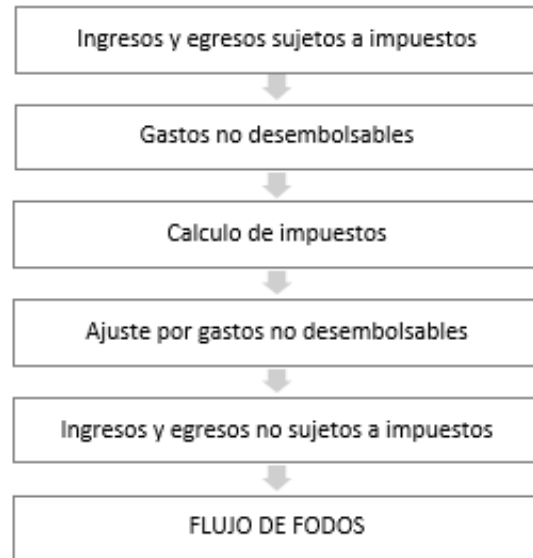 Ingresos y egresos sujetos a impuestos
Gastos no desembolsables
Calculo de impuestos
Ajuste por gastos no desembolsables
Ingresos y egresos no sujetos a impuestos
FLUJO DE FODOS